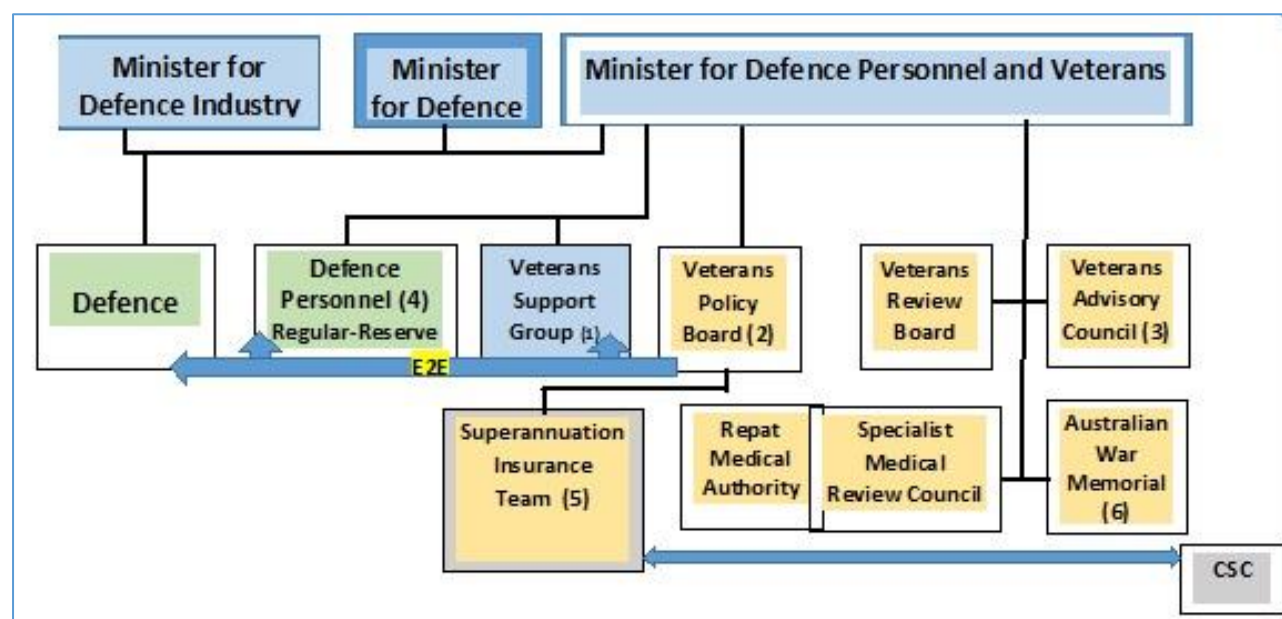 Minister for
Defence Industry
Minister
for Defence
Minister for Defence Personnel and Veterans
Defence
Defence
Personnel (4)
Regular-Reserve
Veterans
Support
Group (1)
Veterans
Policy
Board (2)
Veterans
Review
Board
Veterans
Advisory
Council (3)
E2E
Superannuation
Insurance
Team (5)
Repat
Medical
Authority
Specialist
Medical
Review Council
Australian
War
Memorial
(6)
CSC